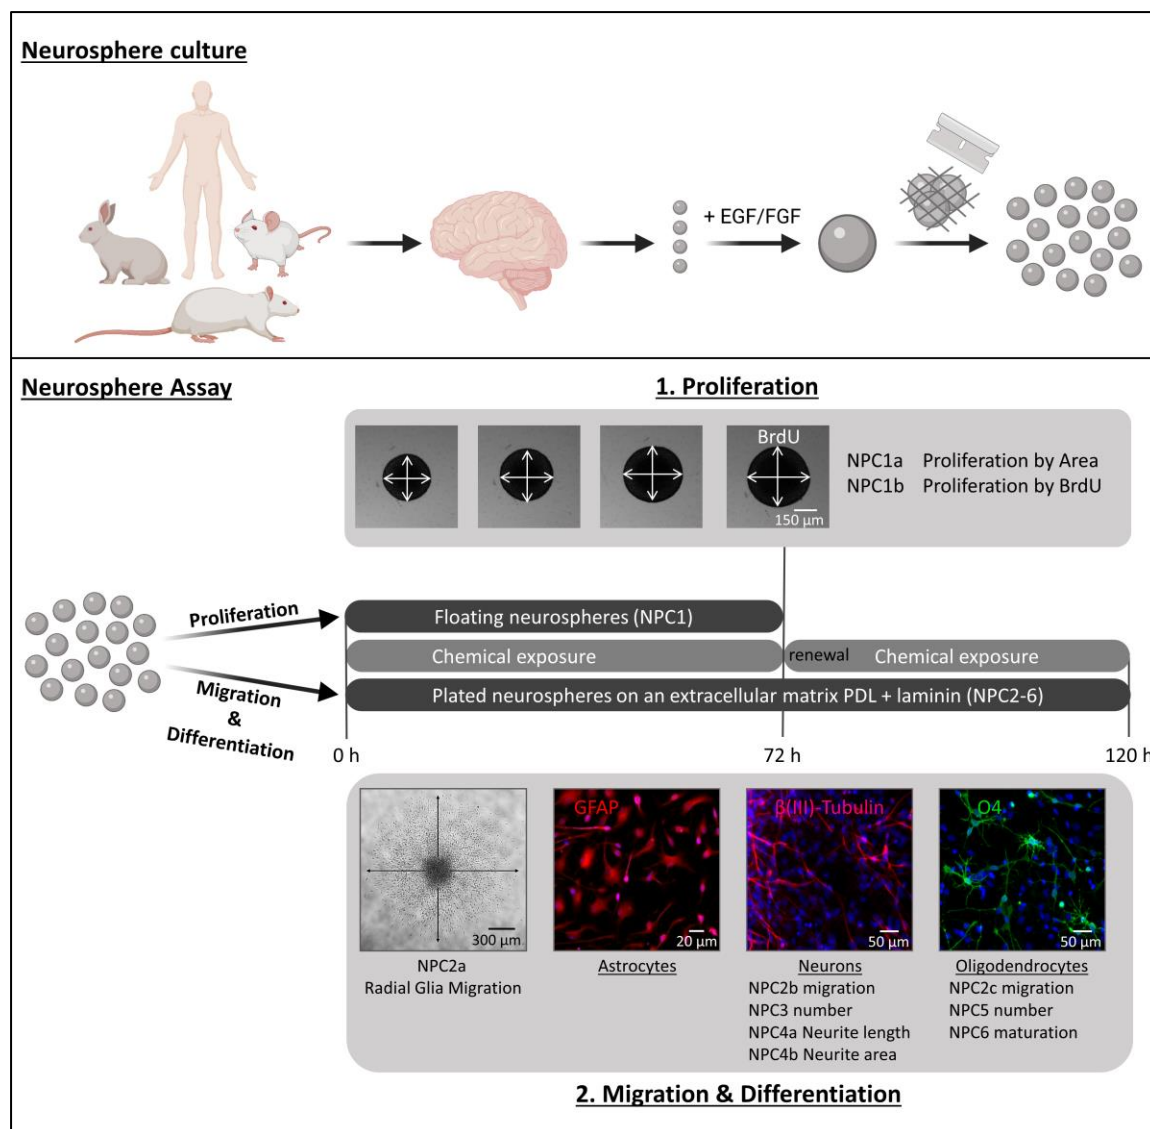 Neurosphere culture
+ EGF/FGF
Neurosphere Assay
1. Proliferation
BrdU
150 µm
NPC1a Proliferation by Area
NPC1b Proliferation by BrdU
Proliferation
Migration
&
Differentiation
Floating neurospheres (NPC1)
Chemical exposure
renewal
Chemical exposure
Plated neurospheres on an extracellular matrix PDL + laminin (NPC2-6)
0 h
72 h
120 h
300 µm
NPC2a
Radial Glia Migration
GFAP
20 µm
Astrocytes
β(III)-Tubulin
50 µm
Neurons
NPC2b migration
NPC3 number
NPC4a Neurite length
NPC4b Neurite area
O4
50 µm
Oligodendrocytes
NPC2c migration
NPC5 number
NPC6 maturation
2. Migration & Differentiation